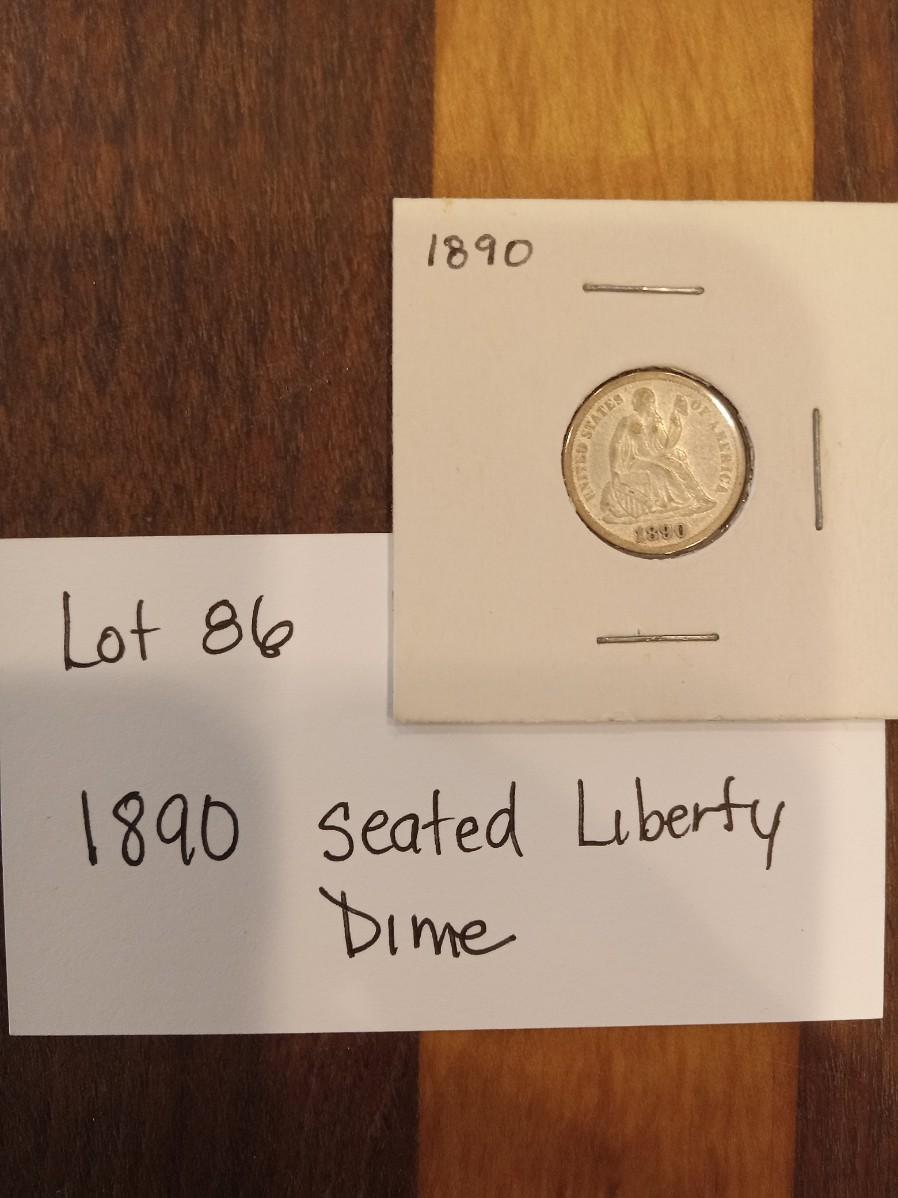 1890
UNITED STATES OF AMERICA
1890
Lot 86
1890 Seated Liberty
Dime